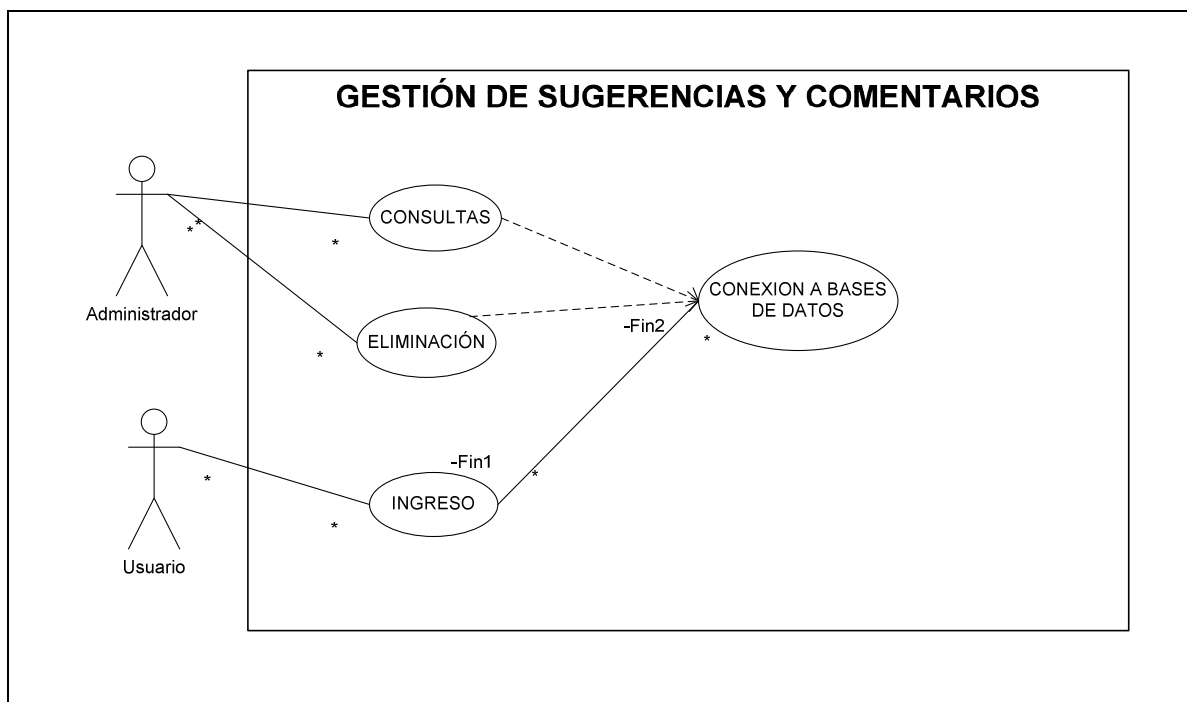 GESTIÓN DE SUGERENCIAS Y COMENTARIOS
CONSULTAS
*
*
*
Administrador
CONEXION A BASES
DE DATOS
-Fin2
*
ELIMINACIÓN
*
-Fin1
*
*
INGRESO
*
Usuario